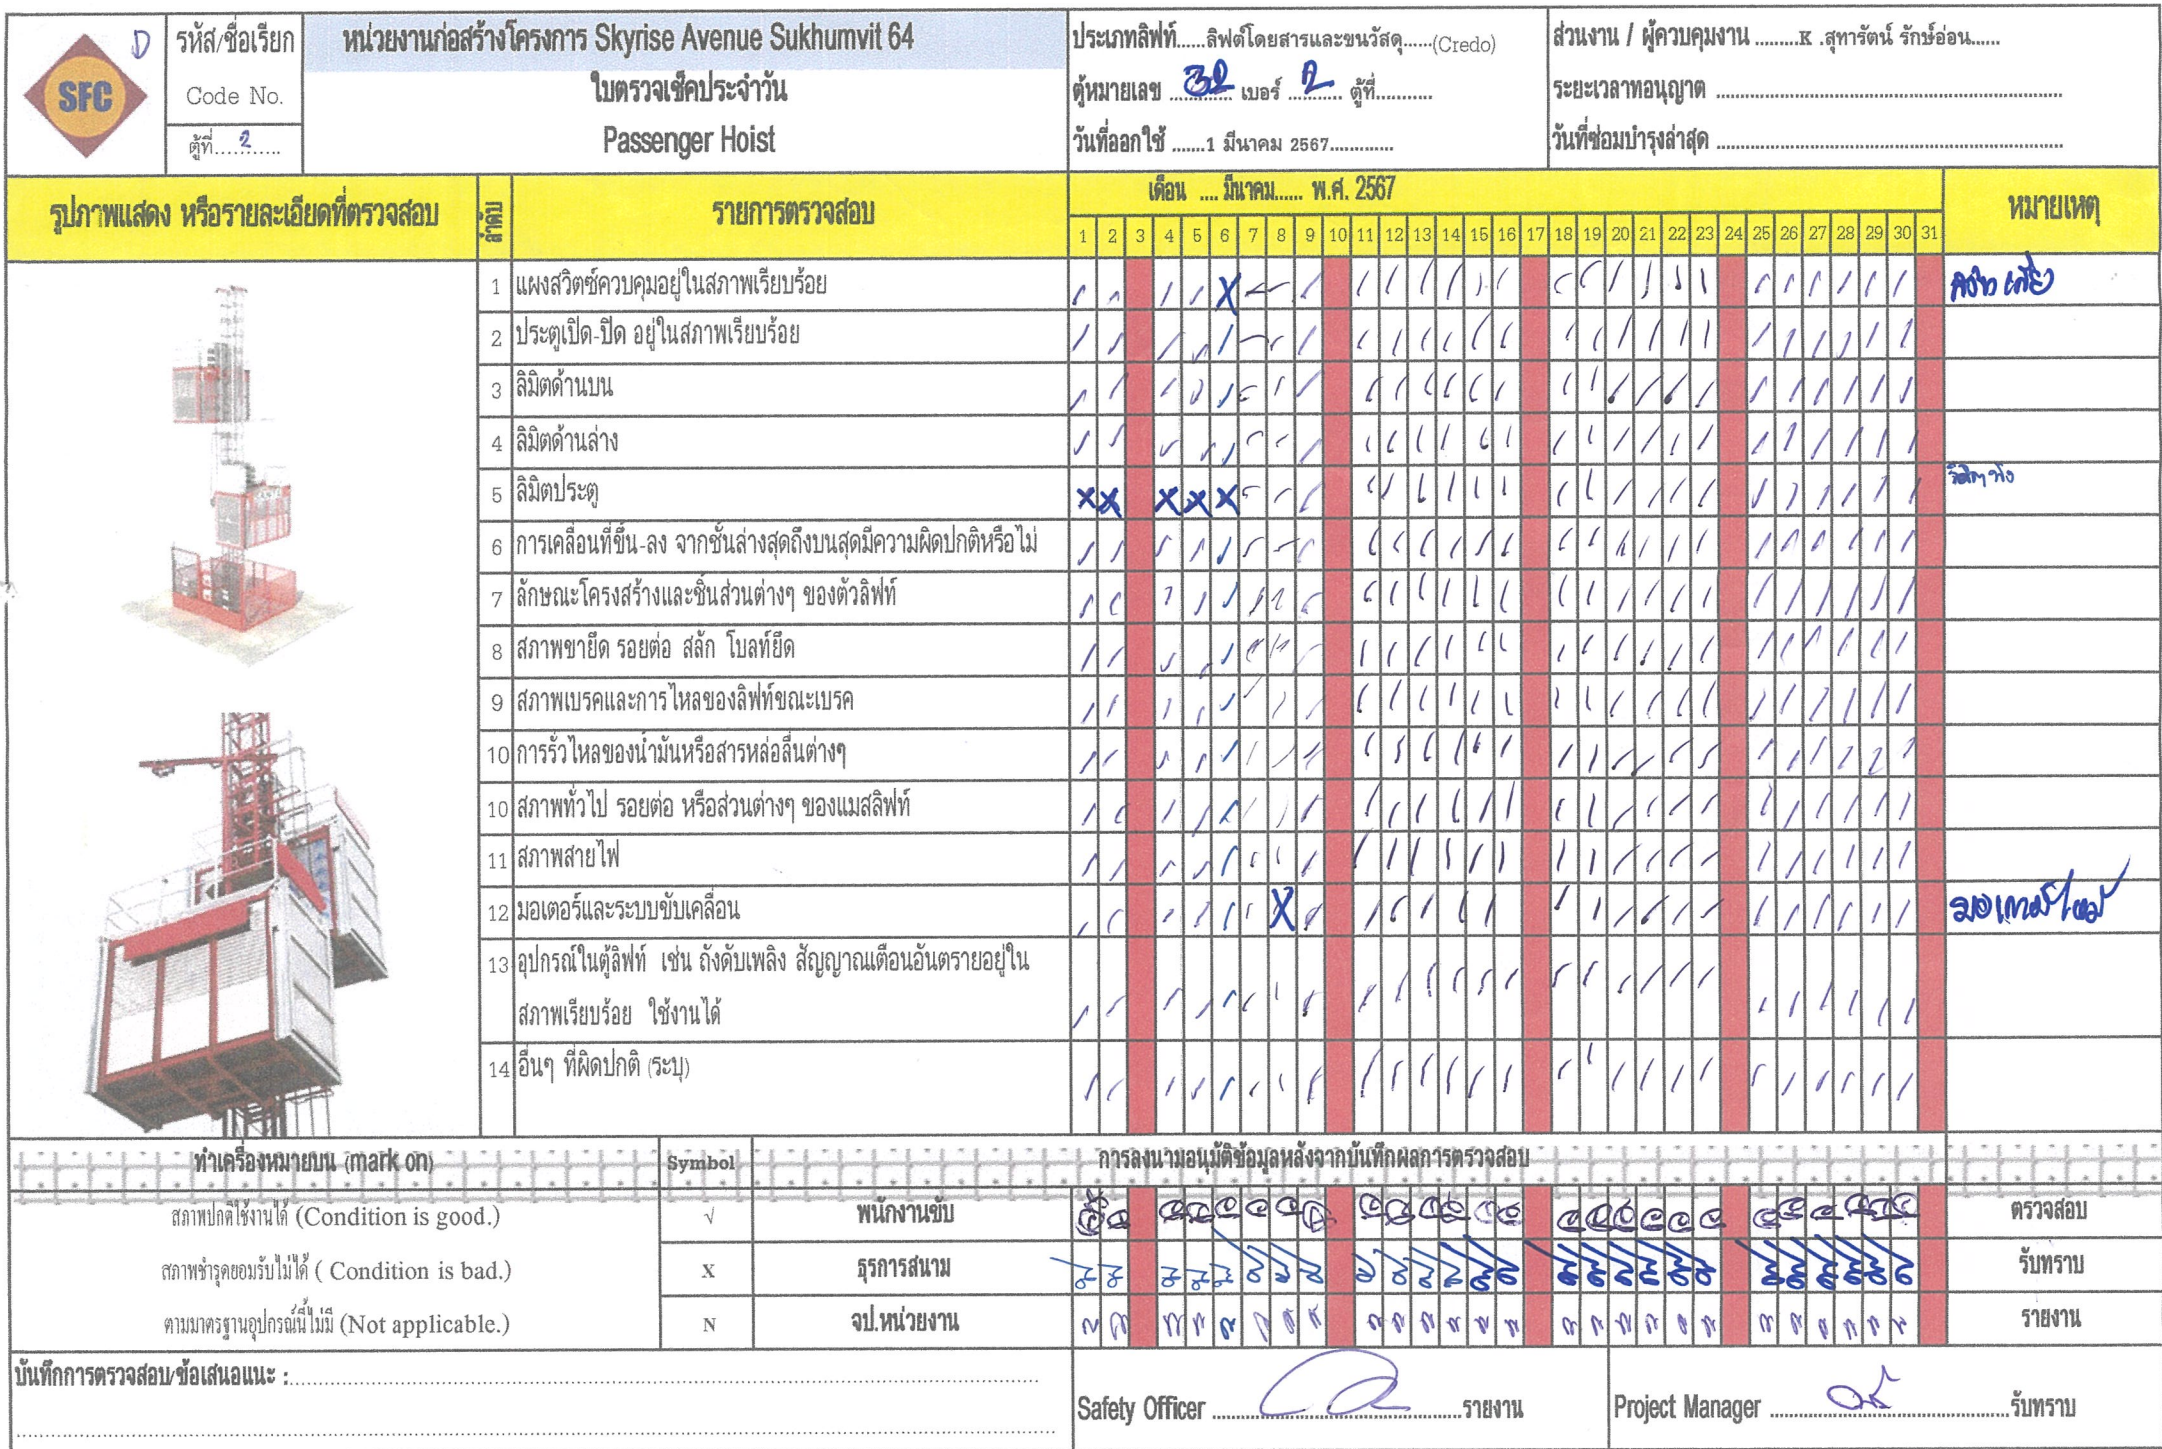 SFC
D
รหัส/ชื่อเรียก
Code No.
ตู้ที่....2.......
หน่วยงานก่อสร้างโครงการ Skyrise Avenue Sukhumvit 64
ใบตรวจเช็คประจำวัน
Passenger Hoist
ประเภทลิฟท์......ลิฟต์โดยสารและขนวัสดุ......(Credo)
ตู้หมายเลข ............ เบอร์ ....2.... ตู้ที่............
วันที่ออกใช้ .......1 มีนาคม 2567.............
ส่วนงาน / ผู้ควบคุมงาน .........K .สุทารัตน์ รักษ์อ่อน......
ระยะเวลาทอนุญาต ......................................................................
วันที่ซ่อมบำรุงล่าสุด ......................................................................
รูปภาพแสดง หรือรายละเอียดที่ตรวจสอบ
ลำดับ
รายการตรวจสอบ
เดือน .... มีนาคม...... พ.ศ. 2567
หมายเหตุ
1 2 3 4 5 6 7 8 9 10 11 12 13 14 15 16 17 18 19 20 21 22 23 24 25 26 27 28 29 30 31
1 แผงสวิตซ์ควบคุมอยู่ในสภาพเรียบร้อย / / / / X / / / / / / / / / / / / / / / / / / / / /
2 ประตูเปิด-ปิด อยู่ในสภาพเรียบร้อย / / / / / / / / / / / / / / / / / / / / / / / / / /
3 ลิมิตด้านบน / / / / / / / / / / / / / / / / / / / / / / / / / /
4 ลิมิตด้านล่าง / / / / / / / / / / / / / / / / / / / / / / / / / /
5 ลิมิตประตู X X X X X / / / / / / / / / / / / / / / / / / / / /
6 การเคลื่อนที่ขึ้น-ลง จากชั้นล่างสุดถึงบนสุดมีความผิดปกติหรือไม่ / / / / / / / / / / / / / / / / / / / / / / / / / /
7 ลักษณะโครงสร้างและชิ้นส่วนต่างๆ ของตัวลิฟท์ / / / / / / / / / / / / / / / / / / / / / / / / / /
8 สภาพขายึด รอยต่อ สลัก โบลท์ยึด / / / / / / / / / / / / / / / / / / / / / / / / / /
9 สภาพเบรคและการไหลของลิฟท์ขณะเบรค / / / / / / / / / / / / / / / / / / / / / / / / / /
10 การรั่วไหลของน้ำมันหรือสารหล่อลื่นต่างๆ / / / / / / / / / / / / / / / / / / / / / / / / / /
10 สภาพทั่วไป รอยต่อ หรือส่วนต่างๆ ของแมสลิฟท์ / / / / / / / / / / / / / / / / / / / / / / / / / /
11 สภาพสายไฟ / / / / / / / / / / / / / / / / / / / / / / / / / /
12 มอเตอร์และระบบขับเคลื่อน / / / / / / X / / / / / / / / / / / / / / / / / / / มอเตอร์ไหม้
13 อุปกรณ์ในตู้ลิฟท์ เช่น ถังดับเพลิง สัญญาณเตือนอันตรายอยู่ใน
สภาพเรียบร้อย ใช้งานได้ / / / / / / / / / / / / / / / / / / / / / / / / / /
14 อื่นๆ ที่ผิดปกติ (ระบุ) / / / / / / / / / / / / / / / / / / / / / / / / / /
ทำเครื่องหมายบน (mark on)
Symbol
การลงนามอนุมัติข้อมูลหลังจากบันทึกผลการตรวจสอบ
สภาพปกติใช้งานได้ (Condition is good.) √ พนักงานขับ ตรวจสอบ
สภาพชำรุดยอมรับไม่ได้ ( Condition is bad.) X ธุรการสนาม รับทราบ
ตามมาตรฐานอุปกรณ์นี้ไม่มี (Not applicable.) N จป.หน่วยงาน รายงาน
บันทึกการตรวจสอบ/ข้อเสนอแนะ :......................................................................
Safety Officer ............................................รายงาน
Project Manager ............................................รับทราบ